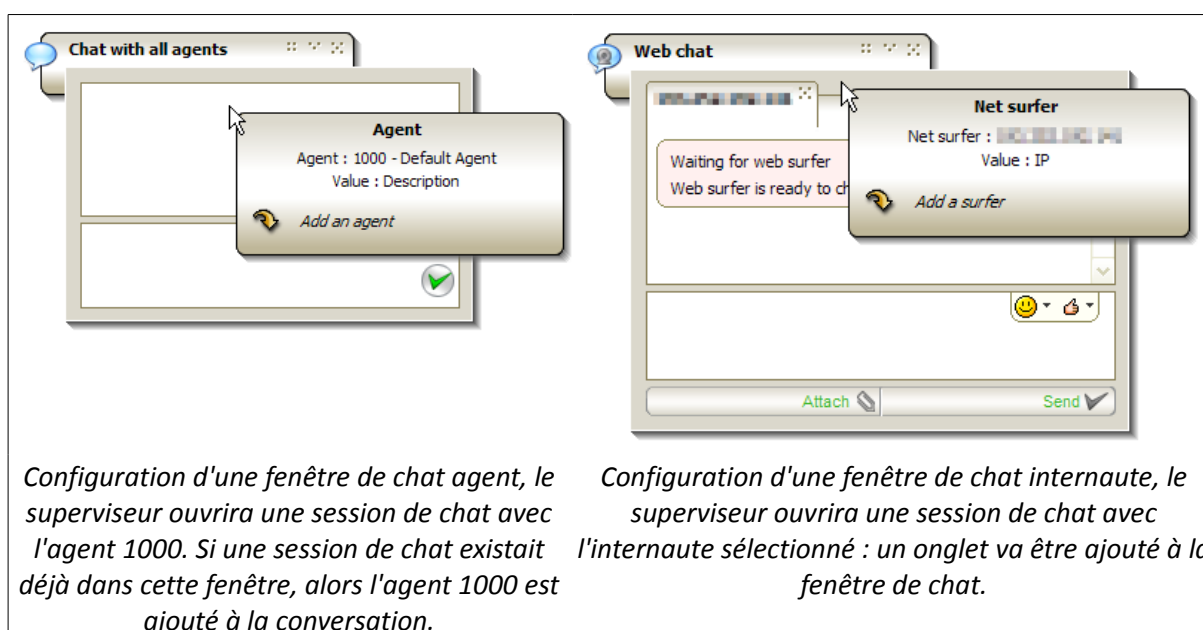 Chat with all agents
Agent
Agent : 1000 - Default Agent
Value : Description
Add an agent
Web chat
Waiting for web surfer
Web surfer is ready to ch
Net surfer
Net surfer :
Value : IP
Add a surfer
Attach
Send
Configuration d'une fenêtre de chat agent, le
superviseur ouvrira une session de chat avec
l'agent 1000. Si une session de chat existait
déjà dans cette fenêtre, alors l'agent 1000 est
ajouté à la conversation.
Configuration d'une fenêtre de chat internaute, le
superviseur ouvrira une session de chat avec
l'internaute sélectionné : un onglet va être ajouté à la
fenêtre de chat.